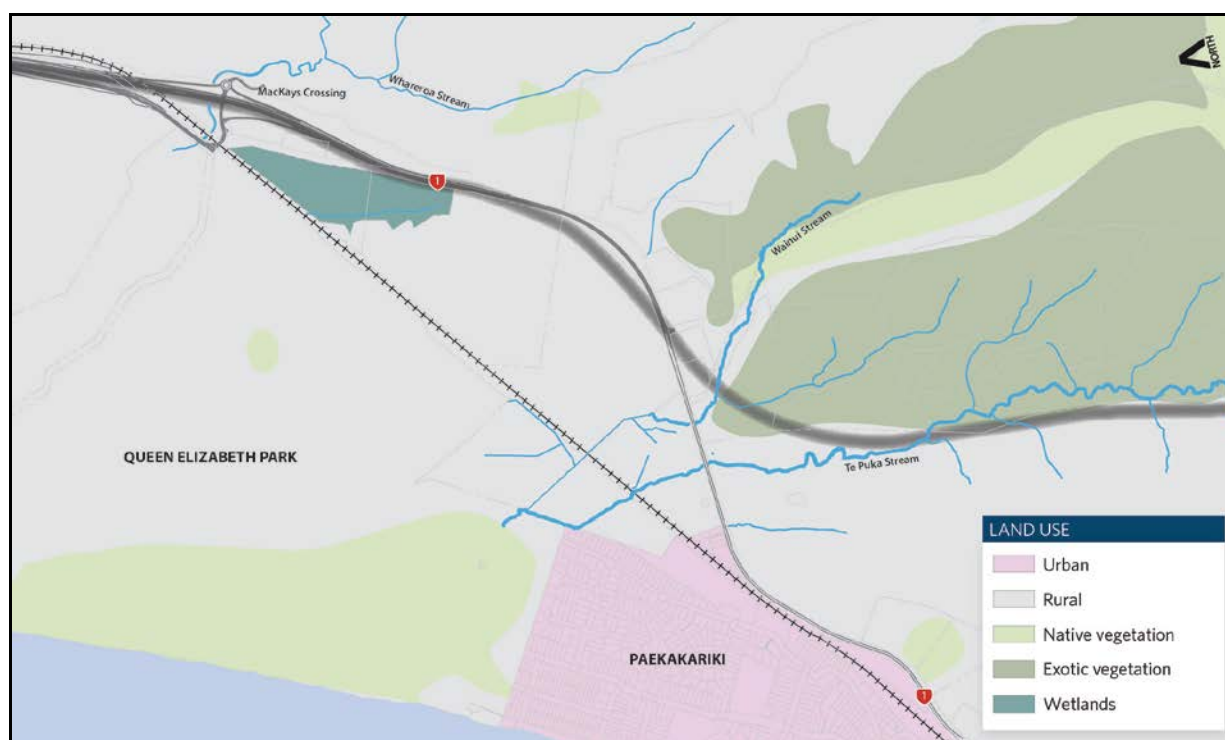 NORTH
MacKays Crossing
Whareroa Stream
1
Wainui Stream
QUEEN ELIZABETH PARK
Te Puka Stream
PAEKAKARIKI
1
LAND USE
Urban
Rural
Native vegetation
Exotic vegetation
Wetlands